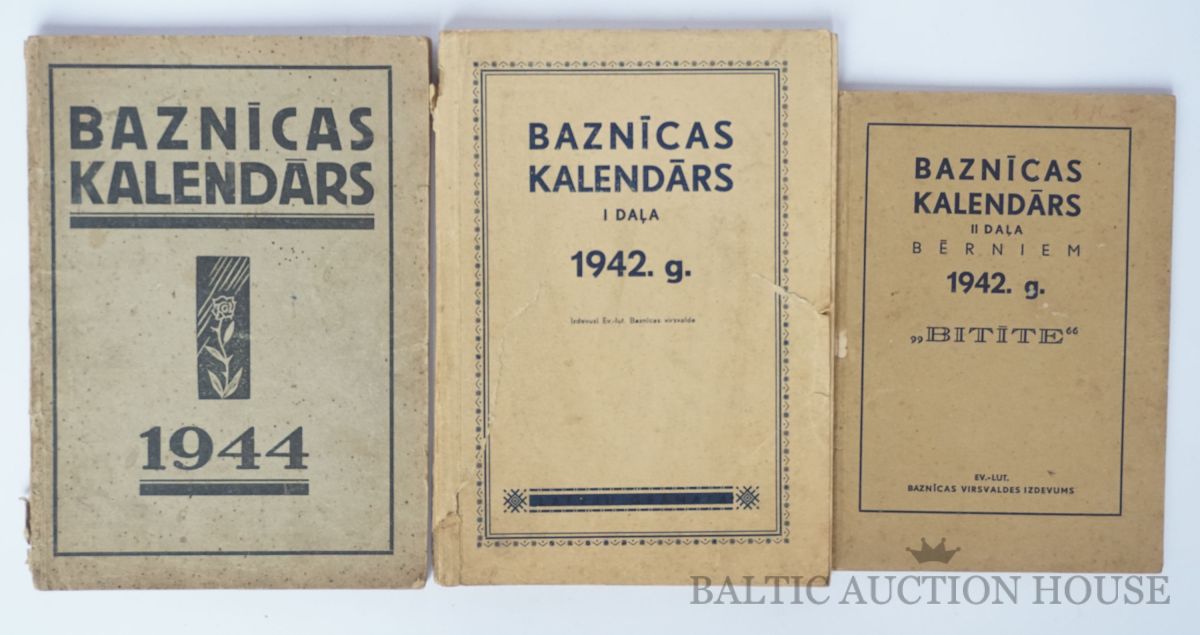 BAZNĪCAS
KALENDĀRS
1944
BAZNĪCAS
KALENDĀRS
I DAĻA
1942. g.
Izdevusi Ev.-lut. Baznīcas virsvalde
BAZNĪCAS
KALENDĀRS
II DAĻA
BĒRNIEM
1942. g.
„BITĪTE“
EV.-LUT.
BAZNĪCAS VIRSVALDES IZDEVUMS
BALTIC AUCTION HOUSE